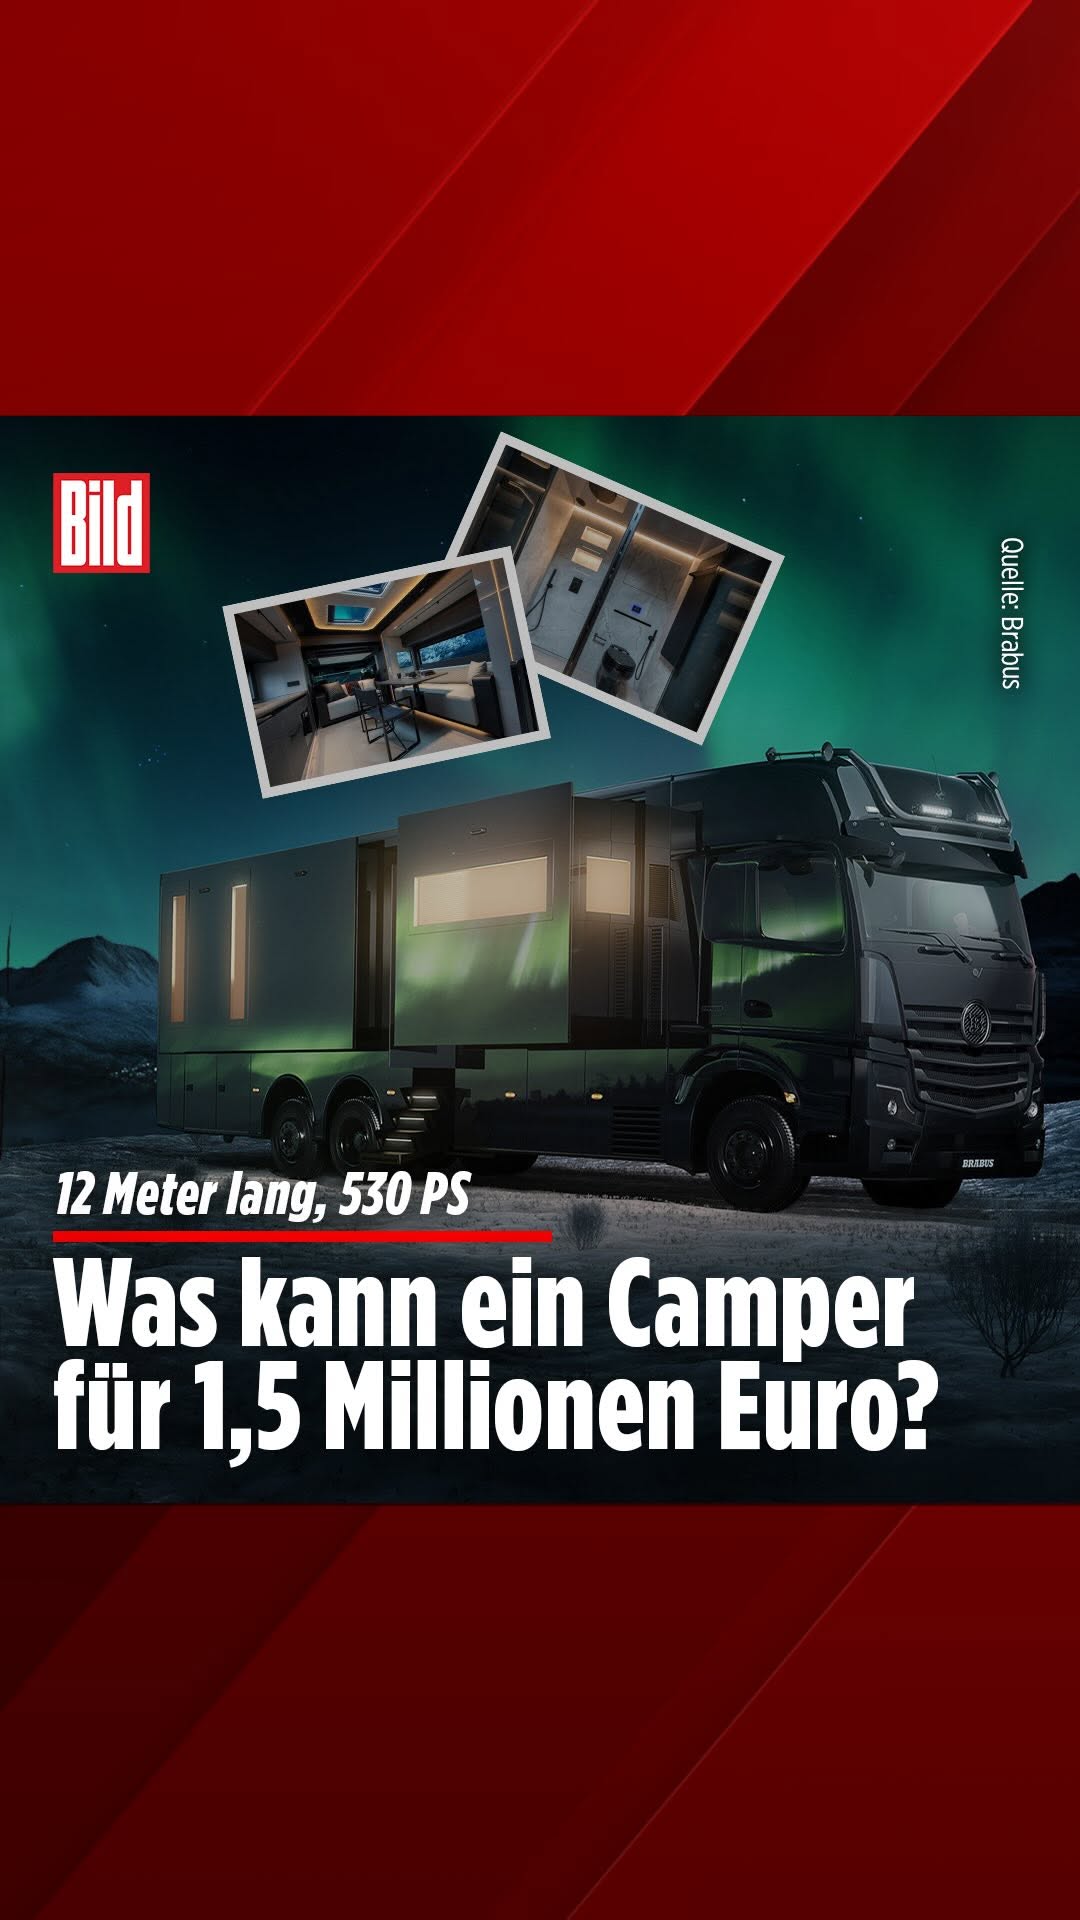 Bild
Quelle: Brabus
BRABUS
12 Meter lang, 530 PS
Was kann ein Camper
für 1,5 Millionen Euro?